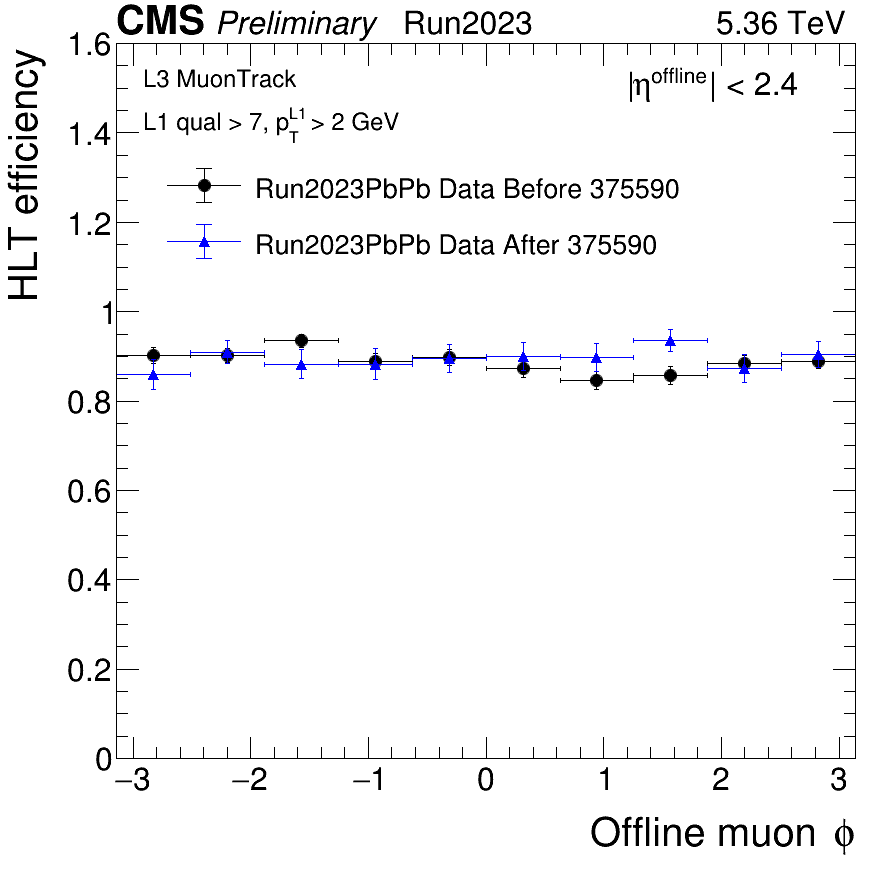 CMS Preliminary Run2023 5.36 TeV
L3 MuonTrack
|η^offline| < 2.4
L1 qual > 7, p_T^L1 > 2 GeV
Run2023PbPb Data Before 375590
Run2023PbPb Data After 375590
HLT efficiency
1.6
1.4
1.2
1
0.8
0.6
0.4
0.2
0
−3 −2 −1 0 1 2 3
Offline muon ϕ